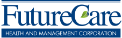 FutureCare
HEALTH AND MANAGEMENT CORPORATION